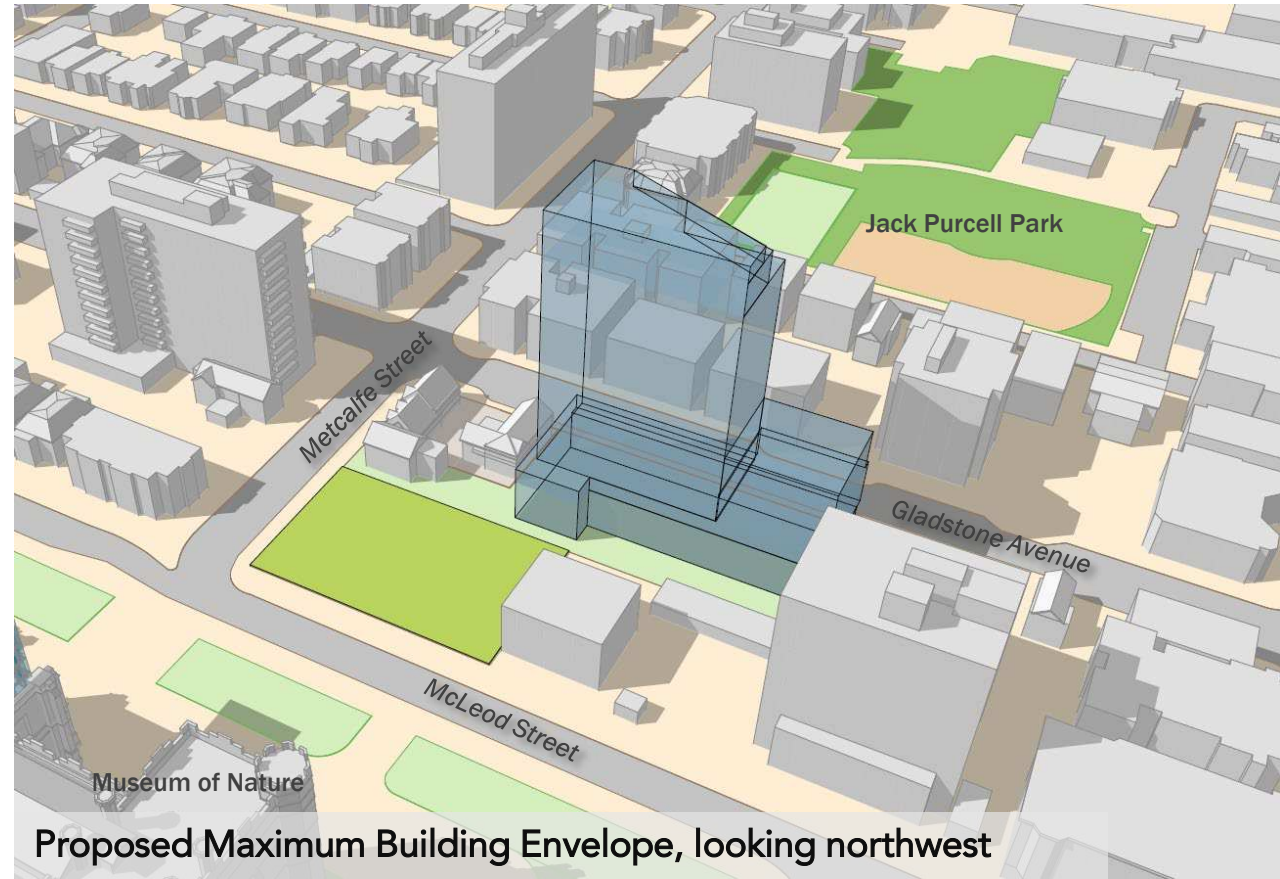 Jack Purcell Park
Metcalfe Street
Gladstone Avenue
McLeod Street
Museum of Nature
Proposed Maximum Building Envelope, looking northwest